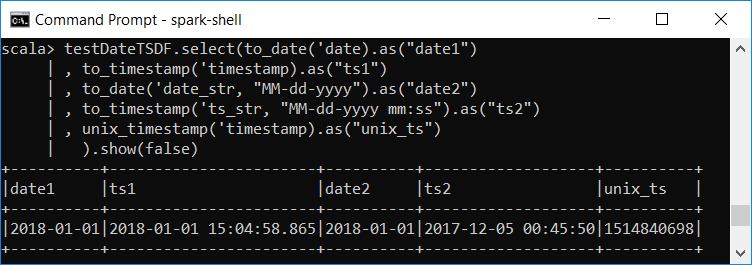 Command Prompt - spark-shell
scala> testDateTSDF.select(to_date('date).as("date1")
     | , to_timestamp('timestamp).as("ts1")
     | , to_date('date_str, "MM-dd-yyyy").as("date2")
     | , to_timestamp('ts_str, "MM-dd-yyyy mm:ss").as("ts2")
     | , unix_timestamp('timestamp).as("unix_ts")
     |   ).show(false)
+----------+-----------------------+----------+-------------------+----------+
|date1     |ts1                    |date2     |ts2                |unix_ts   |
+----------+-----------------------+----------+-------------------+----------+
|2018-01-01|2018-01-01 15:04:58.865|2018-01-01|2017-12-05 00:45:50|1514840698|
+----------+-----------------------+----------+-------------------+----------+